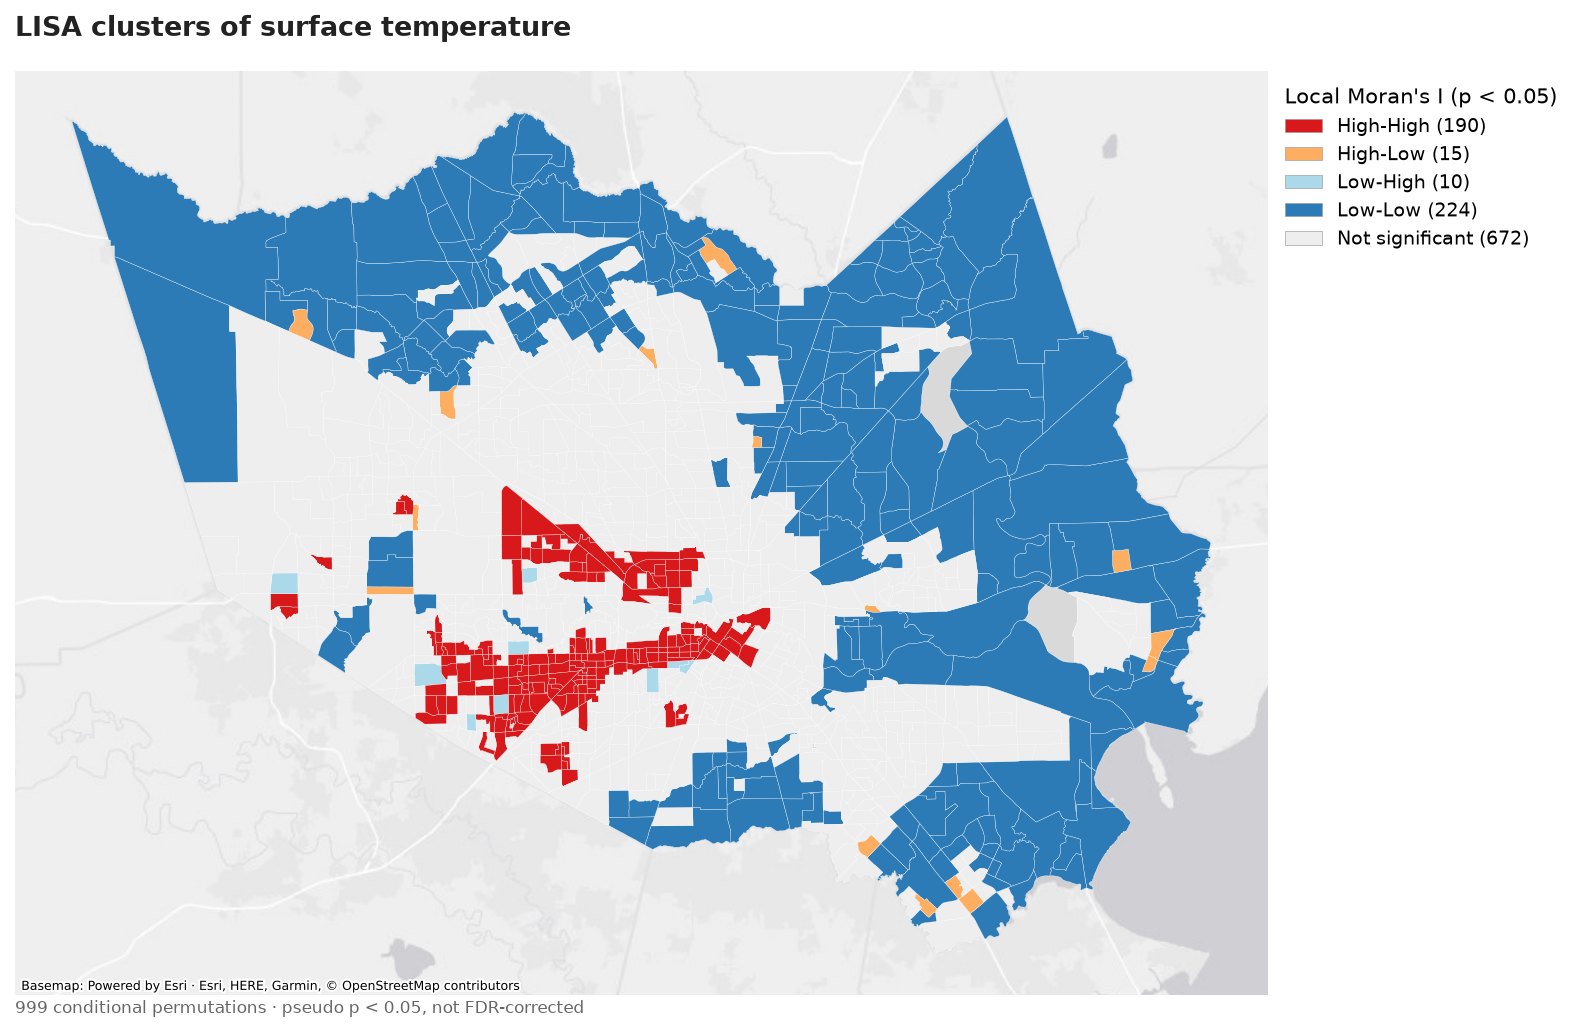 LISA clusters of surface temperature
Local Moran's I (p < 0.05)
High-High (190)
High-Low (15)
Low-High (10)
Low-Low (224)
Not significant (672)
Basemap: Powered by Esri · Esri, HERE, Garmin, © OpenStreetMap contributors
999 conditional permutations · pseudo p < 0.05, not FDR-corrected